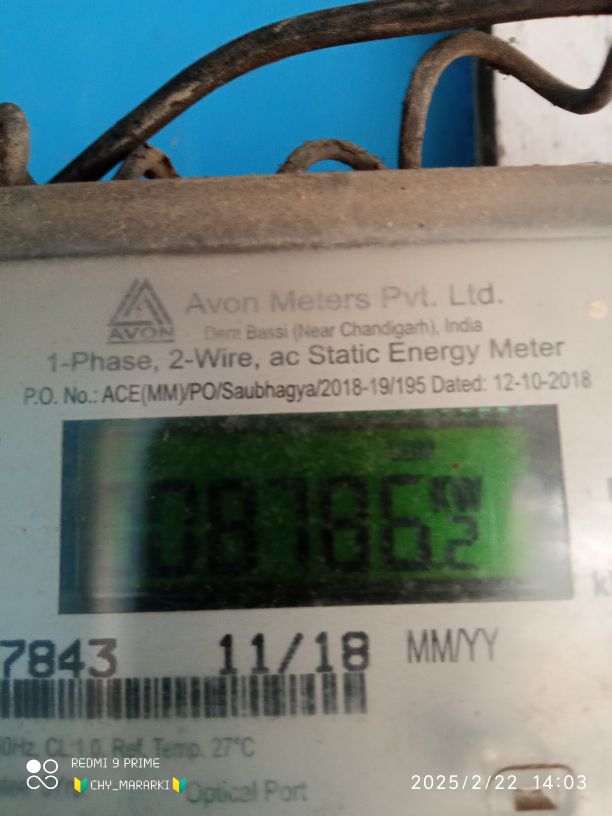 Avon Meters Pvt. Ltd.
AVON
Dera Bassi (Near Chandigarh), India
1-Phase, 2-Wire, ac Static Energy Meter
P.O. No.: ACE(MM)/PO/Saubhagya/2018-19/195 Dated: 12-10-2018
08786.2
7843 11/18 MM/YY
CL 1.0, Ref. Temp. 27°C
Optical Port
REDMI 9 PRIME
🔰CHY_MARARKI🔰
2025/2/22 14:03